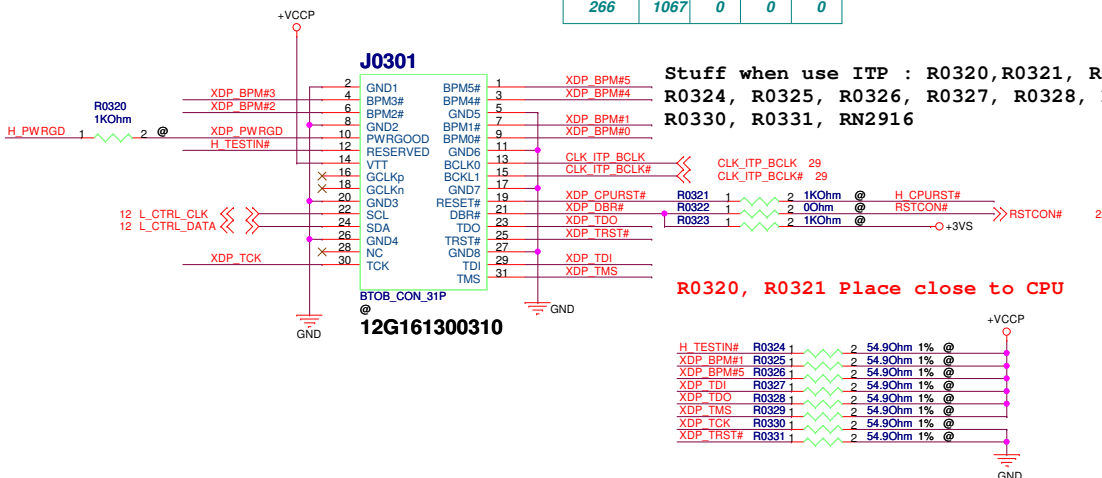 266 1067 0 0 0
+VCCP
J0301
Stuff when use ITP : R0320,R0321, R
R0324, R0325, R0326, R0327, R0328,
R0330, R0331, RN2916
R0320
1KOhm
H_PWRGD 1 2 @
XDP_BPM#3
XDP_BPM#2
XDP_PWRGD
H_TESTIN#
12 L_CTRL_CLK
12 L_CTRL_DATA
XDP_TCK
2 GND1
4 BPM3#
6 BPM2#
8 GND2
10 PWRGOOD
12 RESERVED
14 VTT
16 GCLKp
18 GCLKn
20 GND3
22 SCL
24 SDA
26 GND4
28 NC
30 TCK
BPM5# 1 XDP_BPM#5
BPM4# 3 XDP_BPM#4
GND5 5
BPM1# 7 XDP_BPM#1
BPM0# 9 XDP_BPM#0
GND6 11
BCLK0 13 CLK_ITP_BCLK CLK_ITP_BCLK 29
BCKL1 15 CLK_ITP_BCLK# CLK_ITP_BCLK# 29
GND7 17
RESET# 19 XDP_CPURST# R0321 1 2 1KOhm @ H_CPURST#
DBR# 21 XDP_DBR# R0322 1 2 0Ohm @ RSTCON# RSTCON# 2
TDO 23 XDP_TDO R0323 1 2 1KOhm @ +3VS
TRST# 25 XDP_TRST#
GND8 27
TDI 29 XDP_TDI
TMS 31 XDP_TMS
BTOB_CON_31P
@
12G161300310
GND
GND
R0320, R0321 Place close to CPU
+VCCP
H_TESTIN# R0324 1 2 54.9Ohm 1% @
XDP_BPM#1 R0325 1 2 54.9Ohm 1% @
XDP_BPM#5 R0326 1 2 54.9Ohm 1% @
XDP_TDI R0327 1 2 54.9Ohm 1% @
XDP_TDO R0328 1 2 54.9Ohm 1% @
XDP_TMS R0329 1 2 54.9Ohm 1% @
XDP_TCK R0330 1 2 54.9Ohm 1% @
XDP_TRST# R0331 1 2 54.9Ohm 1% @
GND